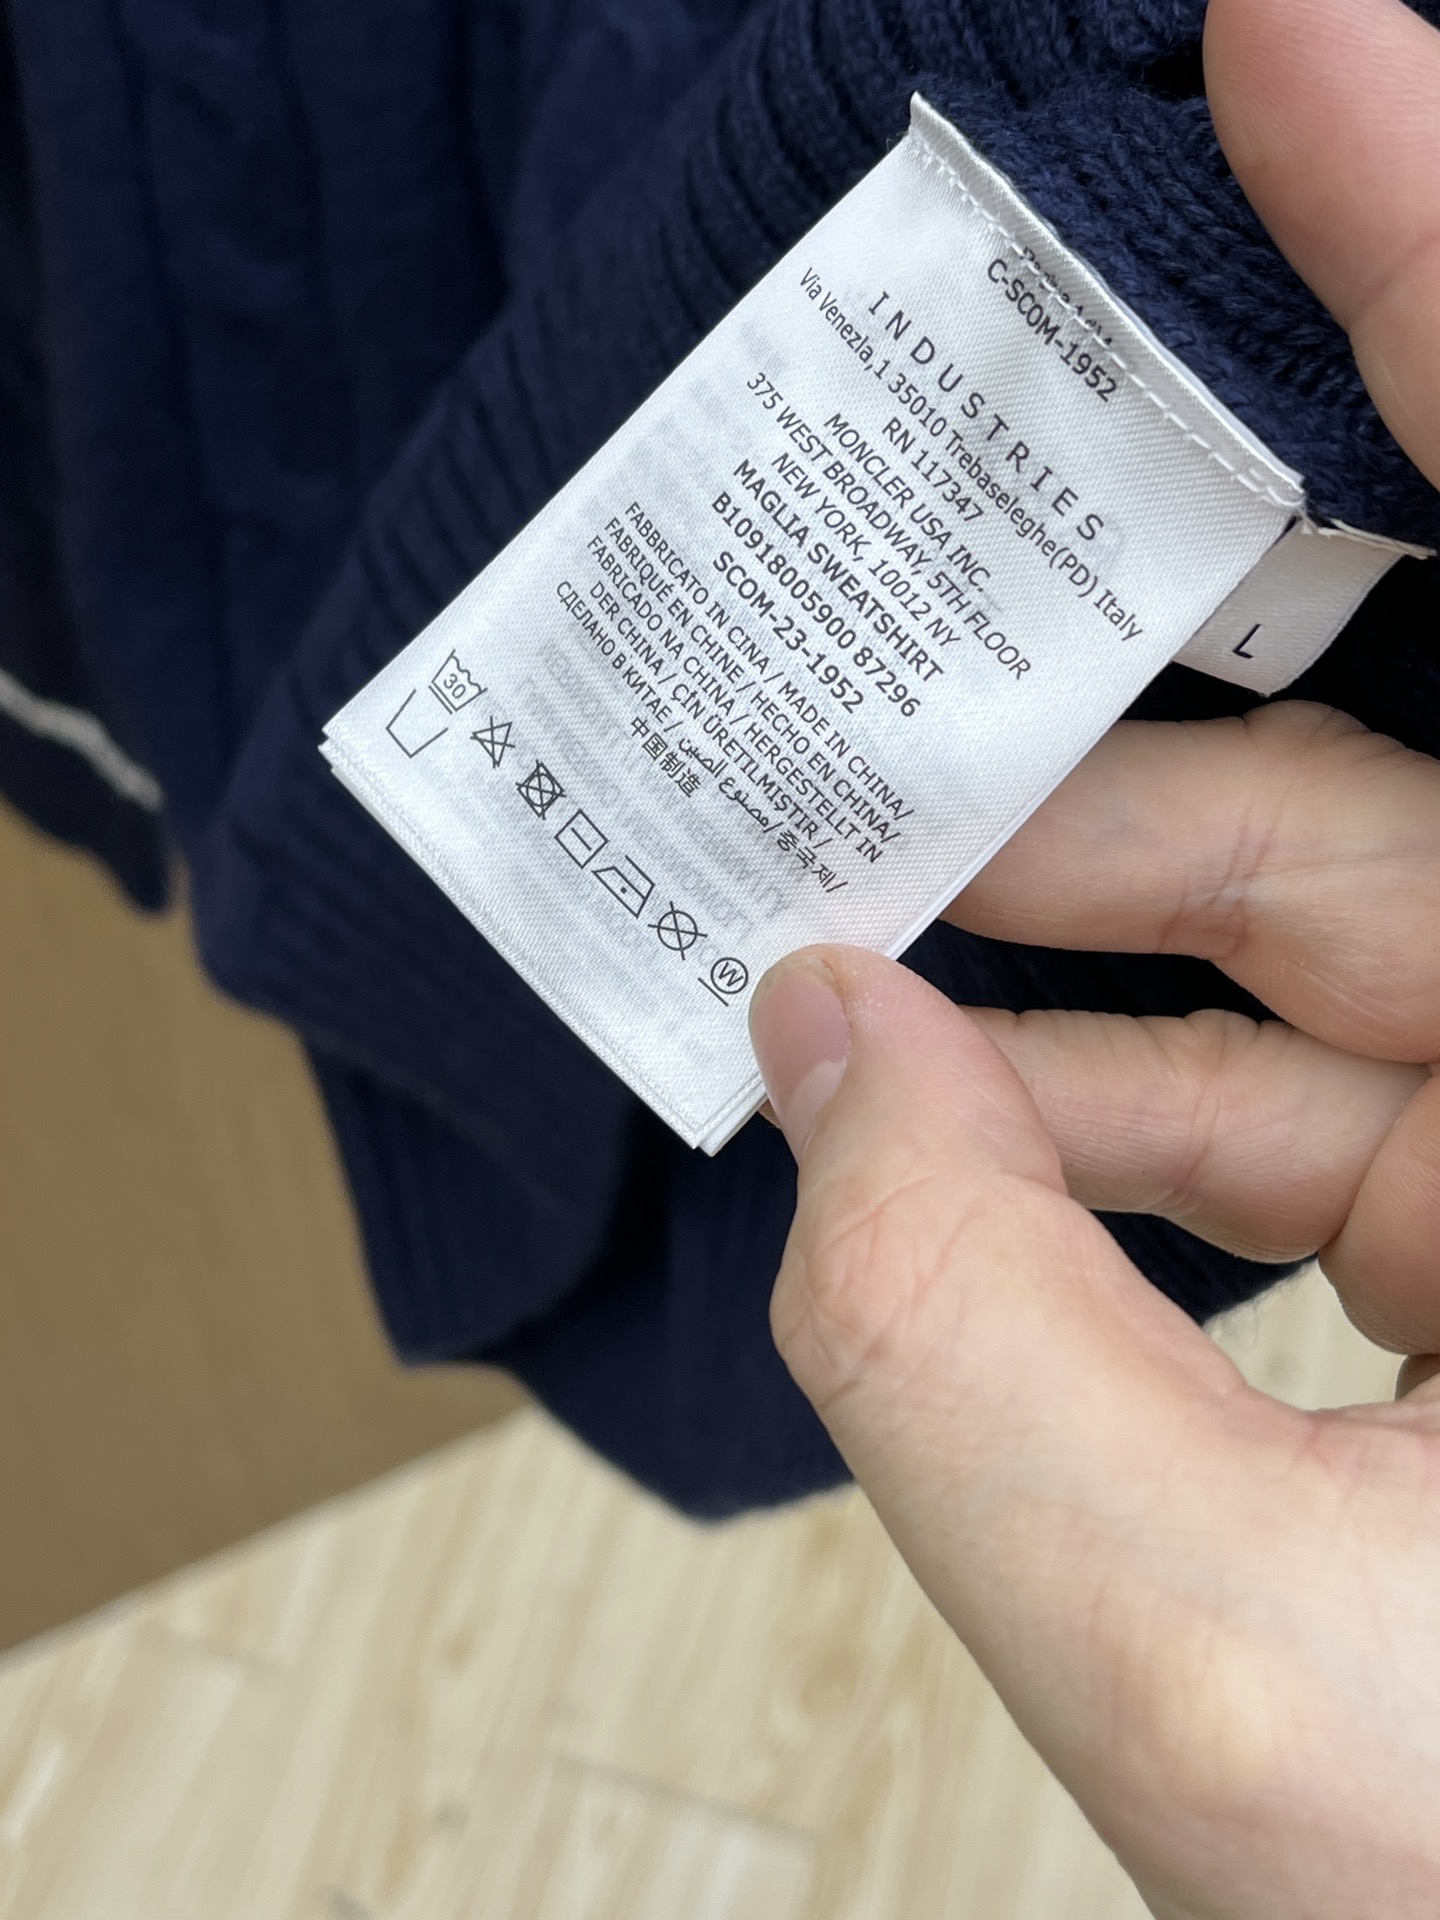 C-SCOM-1952
INDUSTRIES
Via Venezla,1 35010 Trebaseleghe(PD) Italy
RN 117347
MONCLER USA INC.
375 WEST BROADWAY, 5TH FLOOR
NEW YORK, 10012 NY
MAGLIA SWEATSHIRT
B10918005900 87296
SCOM-23-1952
FABBRICATO IN CINA / MADE IN CHINA/
FABRIQUÉ EN CHINE / HECHO EN CHINA/
FABRICADO NA CHINA / HERGESTELLT IN
DER CHINA / ÇİN ÜRETILMIŞTIR /
СДЕЛАНО В КИТАЕ / مصنوع الصين/ 중국제/
中国制造
30
W
L